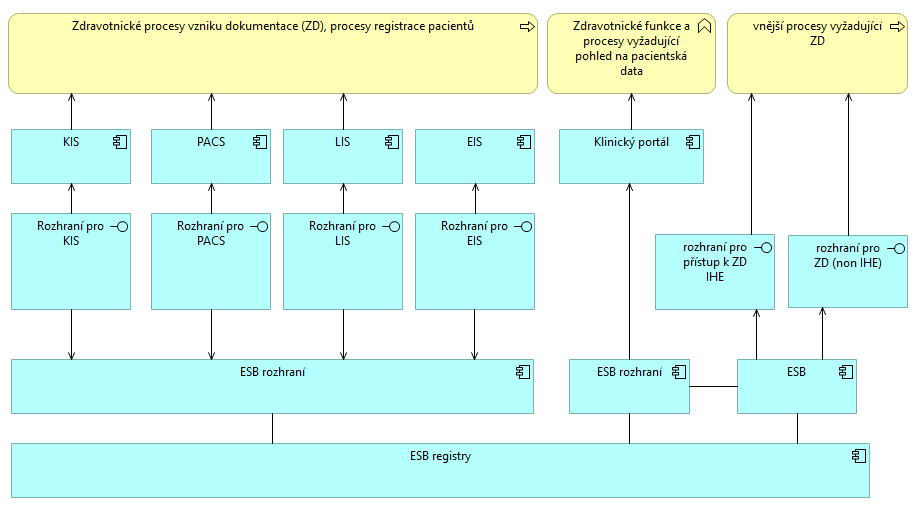 Zdravotnické procesy vzniku dokumentace (ZD), procesy registrace pacientů
Zdravotnické funkce a
procesy vyžadující
pohled na pacientská
data
vnější procesy vyžadující
ZD
KIS
PACS
LIS
EIS
Klinický portál
Rozhraní pro
KIS
Rozhraní pro
PACS
Rozhraní pro
LIS
Rozhraní pro
EIS
rozhraní pro
přístup k ZD
IHE
rozhraní pro
ZD (non IHE)
ESB rozhraní
ESB rozhraní
ESB
ESB registry